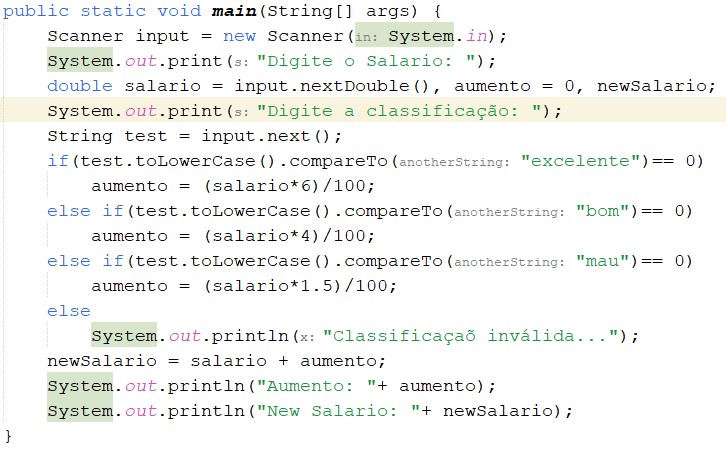 public static void main(String[] args) {
Scanner input = new Scanner(in: System.in);
System.out.print(s: "Digite o Salario: ");
double salario = input.nextDouble(), aumento = 0, newSalario;
System.out.print(s: "Digite a classificação: ");
String test = input.next();
if(test.toLowerCase().compareTo(anotherString: "excelente")== 0)
aumento = (salario*6)/100;
else if(test.toLowerCase().compareTo(anotherString: "bom")== 0)
aumento = (salario*4)/100;
else if(test.toLowerCase().compareTo(anotherString: "mau")== 0)
aumento = (salario*1.5)/100;
else
System.out.println(x: "Classificaçaõ inválida...");
newSalario = salario + aumento;
System.out.println("Aumento: "+ aumento);
System.out.println("New Salario: "+ newSalario);
}